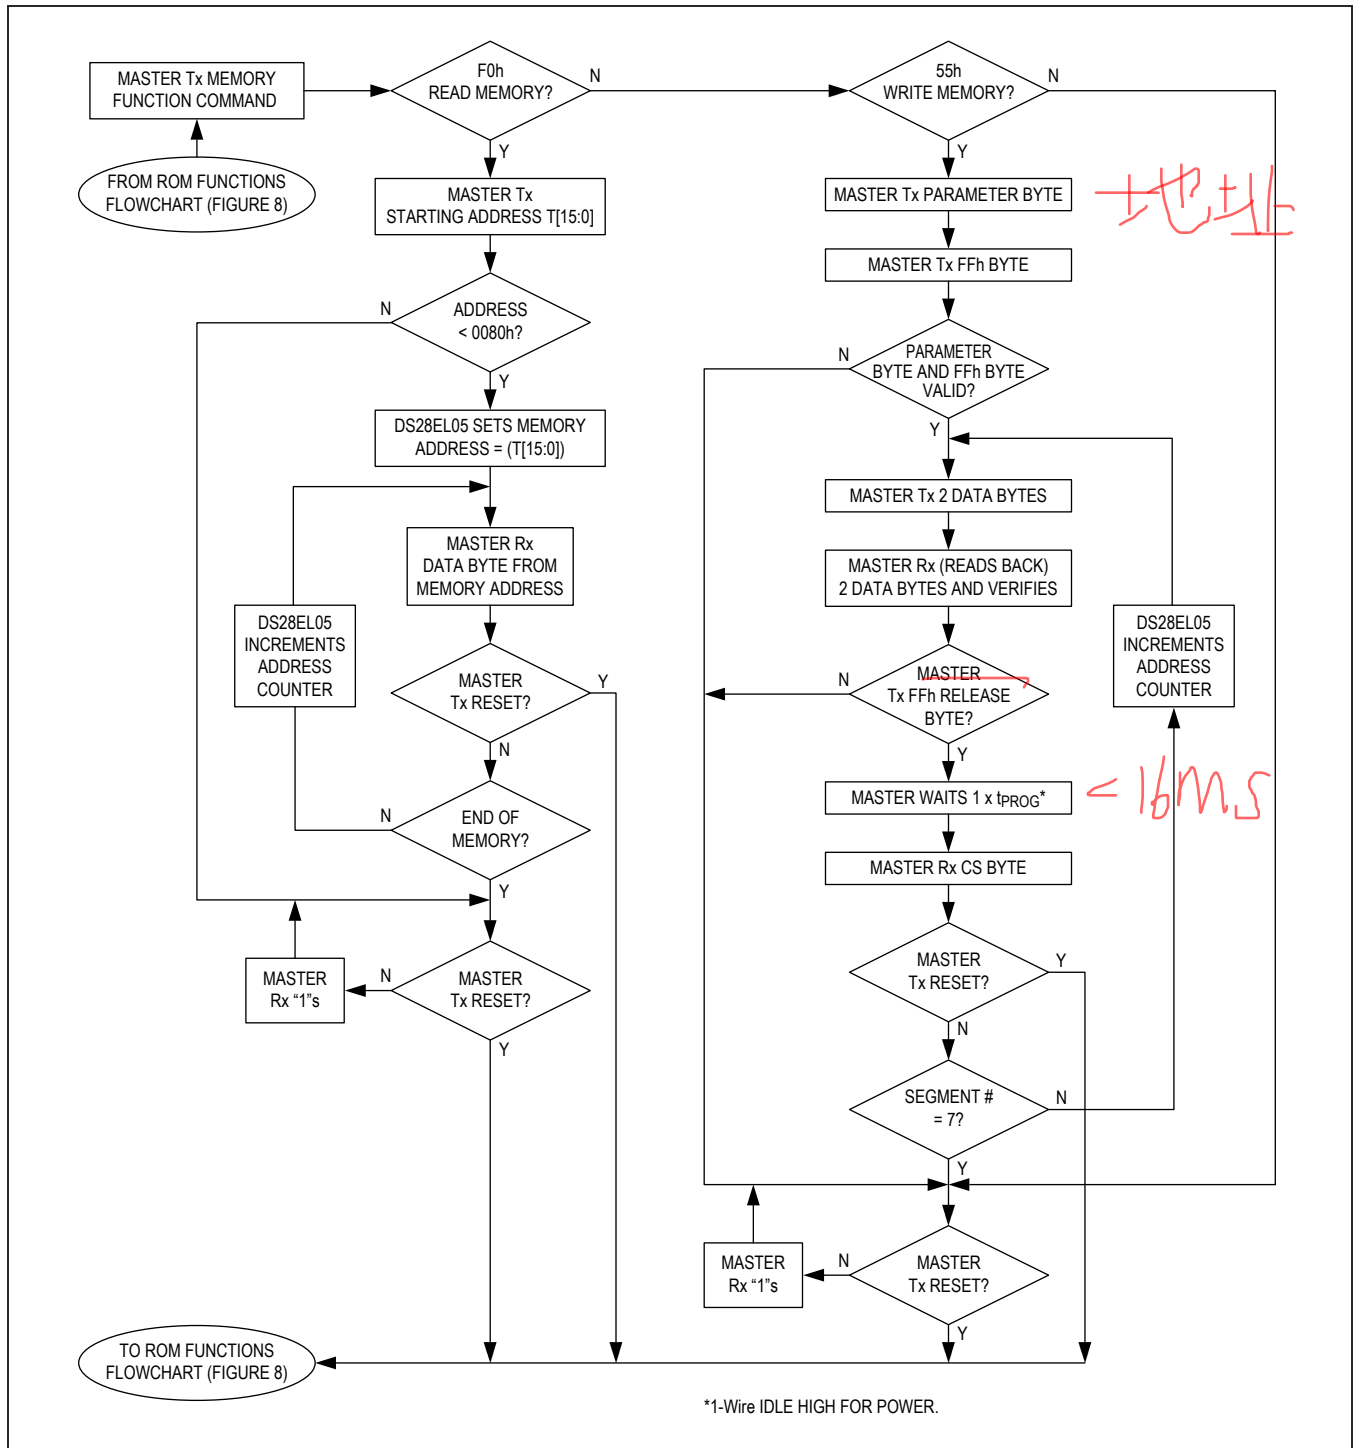 MASTER Tx MEMORY
FUNCTION COMMAND
FROM ROM FUNCTIONS
FLOWCHART (FIGURE 8)
F0h
READ MEMORY?
N
Y
MASTER Tx
STARTING ADDRESS T[15:0]
ADDRESS
< 0080h?
N
Y
DS28EL05 SETS MEMORY
ADDRESS = (T[15:0])
MASTER Rx
DATA BYTE FROM
MEMORY ADDRESS
DS28EL05
INCREMENTS
ADDRESS
COUNTER
MASTER
Tx RESET?
Y
N
END OF
MEMORY?
N
Y
MASTER
Tx RESET?
N
Y
MASTER
Rx “1”s
55h
WRITE MEMORY?
N
Y
MASTER Tx PARAMETER BYTE
地址
MASTER Tx FFh BYTE
PARAMETER
BYTE AND FFh BYTE
VALID?
N
Y
MASTER Tx 2 DATA BYTES
MASTER Rx (READS BACK)
2 DATA BYTES AND VERIFIES
DS28EL05
INCREMENTS
ADDRESS
COUNTER
MASTER
Tx FFh RELEASE
BYTE?
N
Y
MASTER WAITS 1 x tPROG*
< 16ms
MASTER Rx CS BYTE
MASTER
Tx RESET?
Y
N
SEGMENT #
= 7?
N
Y
MASTER
Tx RESET?
N
Y
MASTER
Rx “1”s
TO ROM FUNCTIONS
FLOWCHART (FIGURE 8)
*1-Wire IDLE HIGH FOR POWER.